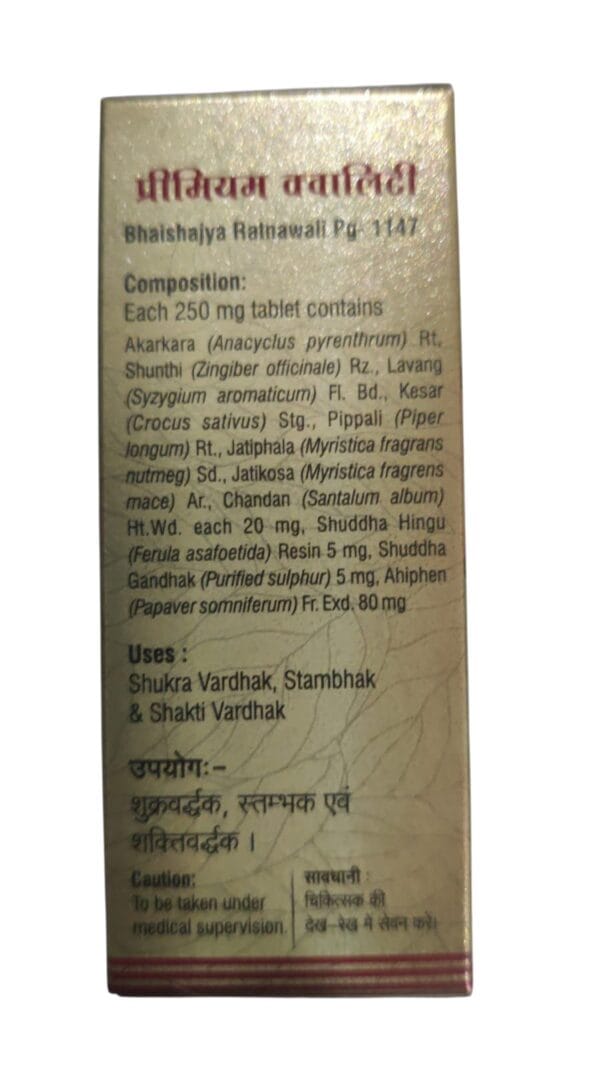 प्रीमियम क्वालिटी
Bhaishajya Ratnawali Pg- 1147
Composition:
Each 250 mg tablet contains
Akarkara (Anacyclus pyrenthrum) Rt,
Shunthi (Zingiber officinale) Rz., Lavang
(Syzygium aromaticum) Fl. Bd., Kesar
(Crocus sativus) Stg., Pippali (Piper
longum) Rt., Jatiphala (Myristica fragrans
nutmeg) Sd., Jatikosa (Myristica fragrens
mace) Ar., Chandan (Santalum album)
Ht.Wd. each 20 mg, Shuddha Hingu
(Ferula asafoetida) Resin 5 mg, Shuddha
Gandhak (Purified sulphur) 5 mg, Ahiphen
(Papaver somniferum) Fr. Exd. 80 mg
Uses :
Shukra Vardhak, Stambhak
& Shakti Vardhak
उपयोगः-
शुक्रवर्द्धक, स्तम्भक एवं
शक्तिवर्द्धक ।
Caution:
To be taken under
medical supervision.
सावधानी :
चिकित्सक की
देख-रेख मे सेवन करें।